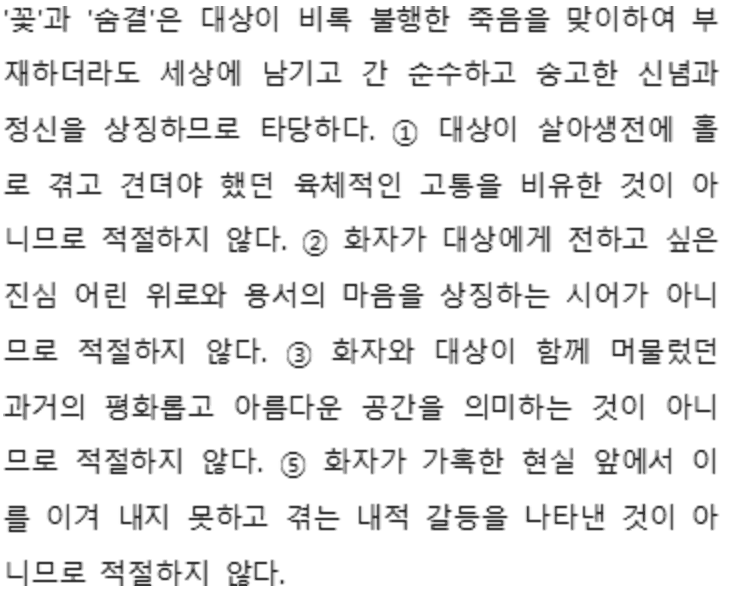 '꽃'과 '숨결'은 대상이 비록 불행한 죽음을 맞이하여 부
재하더라도 세상에 남기고 간 순수하고 숭고한 신념과
정신을 상징하므로 타당하다. ① 대상이 살아생전에 홀
로 겪고 견뎌야 했던 육체적인 고통을 비유한 것이 아
니므로 적절하지 않다. ② 화자가 대상에게 전하고 싶은
진심 어린 위로와 용서의 마음을 상징하는 시어가 아니
므로 적절하지 않다. ③ 화자와 대상이 함께 머물렀던
과거의 평화롭고 아름다운 공간을 의미하는 것이 아니
므로 적절하지 않다. ⑤ 화자가 가혹한 현실 앞에서 이
를 이겨 내지 못하고 겪는 내적 갈등을 나타낸 것이 아
니므로 적절하지 않다.